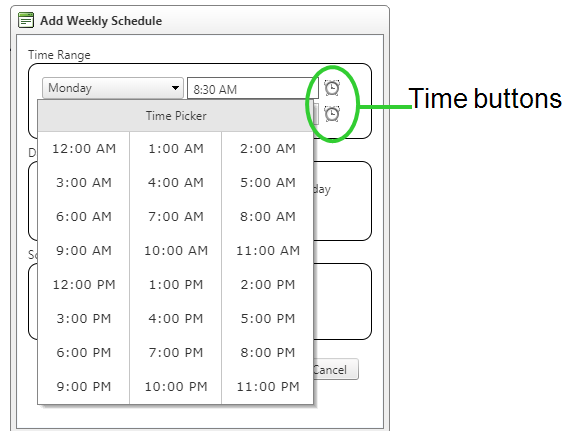 Add Weekly Schedule
Time Range
Monday 8:30 AM
Time buttons
Time Picker
12:00 AM 1:00 AM 2:00 AM
3:00 AM 4:00 AM 5:00 AM
day
6:00 AM 7:00 AM 8:00 AM
9:00 AM 10:00 AM 11:00 AM
12:00 PM 1:00 PM 2:00 PM
3:00 PM 4:00 PM 5:00 PM
6:00 PM 7:00 PM 8:00 PM
Cancel
9:00 PM 10:00 PM 11:00 PM